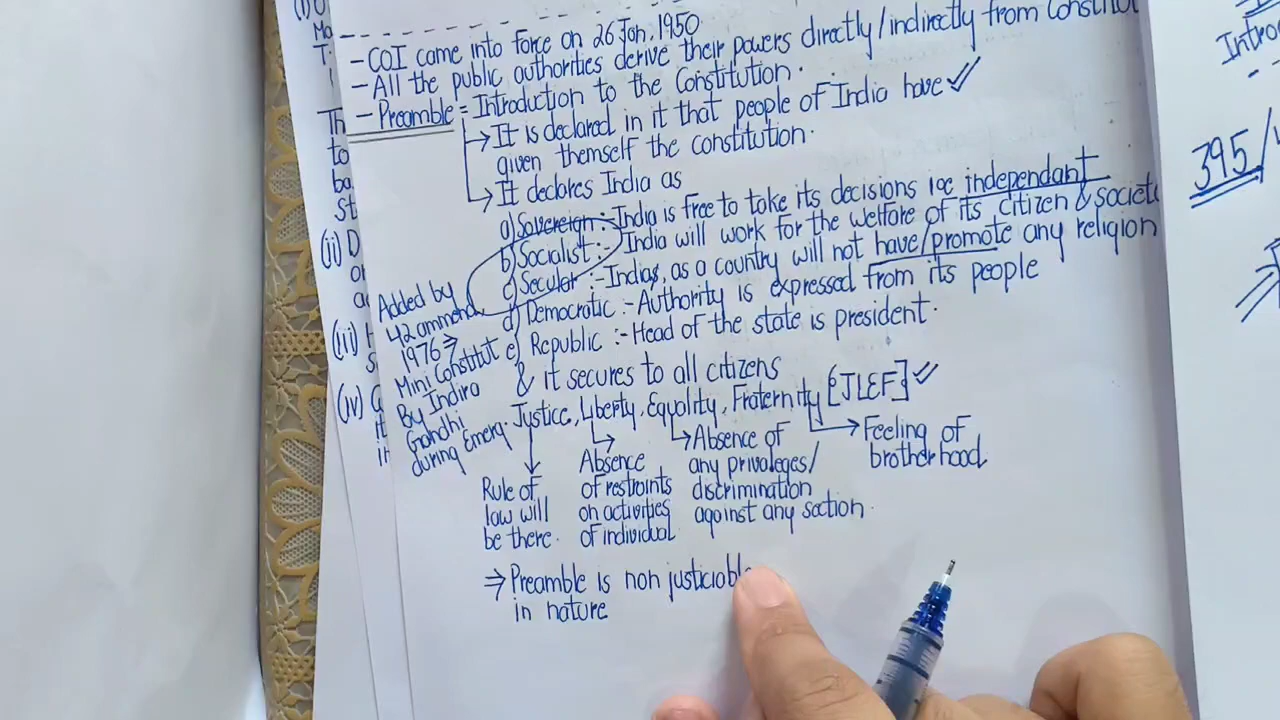 - COI came into force on 26 Jan, 1950
- All the public authorities derive their powers directly/indirectly from Constitut
- Preamble = Introduction to the Constitution.
→ It is declared in it that people of India have ✓
given themself the constitution.
→ It declares India as
a) Sovereign :- India is free to take its decisions i.e independant
b) Socialist :- India will work for the welfare of its citizen & societ
c) Secular :- India, as a country will not have/promote any religion
d) Democratic :- Authority is expressed from its people
e) Republic :- Head of the state is president.
Added by
42 ammend.
1976 ⇒
Mini Constitut
By Indira
Gandhi
during Emerg.
& it secures to all citizens
Justice, Liberty, Equality, Fraternity [JLEF] ✓
Rule of
law will
be there.
Absence
of restraints
on activities
of individual
Absence of
any privaleges/
discrimination
against any section.
Feeling of
brotherhood
⇒ Preamble is non justiciable
in nature
(ii) D
(iii) H
(iv)
Intro
395/